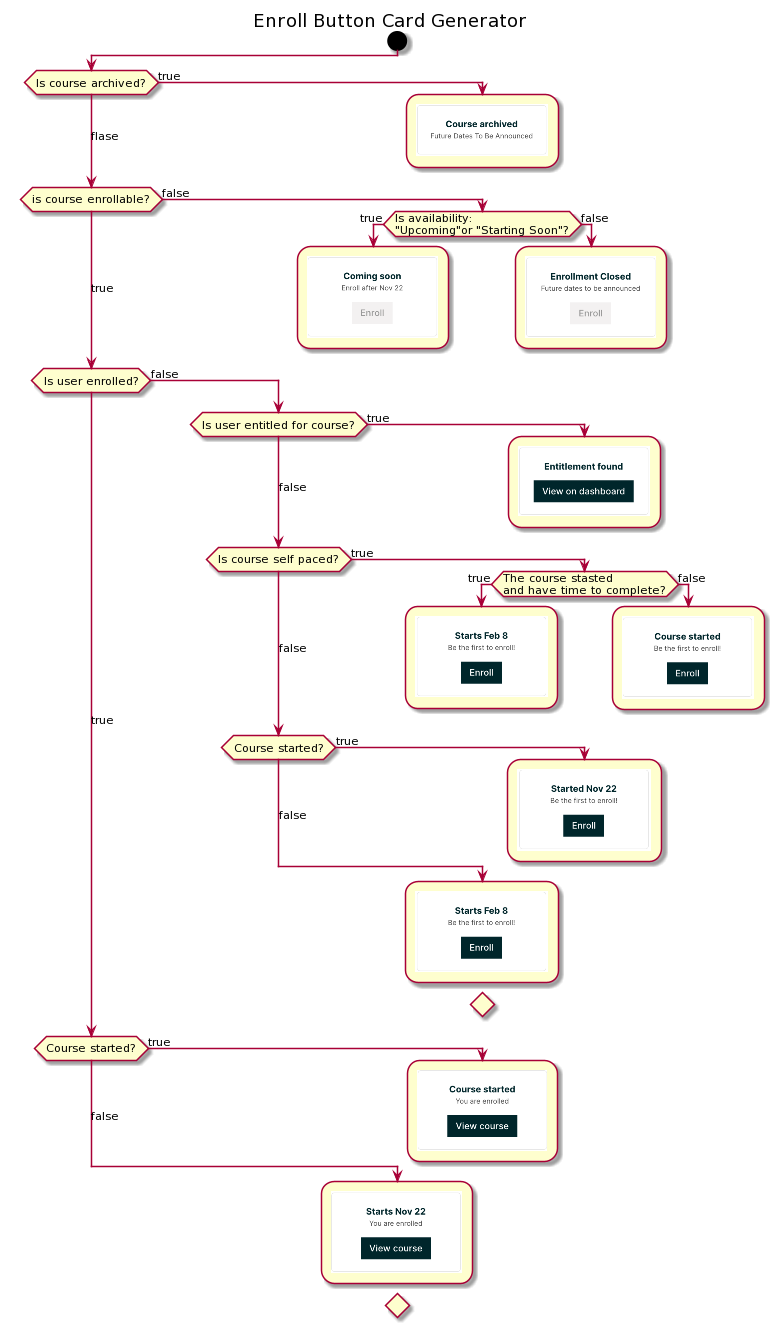 Enroll Button Card Generator
Is course archived?
true
Course archived
Future Dates To Be Announced
flase
is course enrollable?
false
Is availability:
"Upcoming"or "Starting Soon"?
true
false
Coming soon
Enroll after Nov 22
Enroll
Enrollment Closed
Future dates to be announced
Enroll
true
Is user enrolled?
false
Is user entitled for course?
true
Entitlement found
View on dashboard
false
Is course self paced?
true
The course stasted
and have time to complete?
true
false
Starts Feb 8
Be the first to enroll!
Enroll
Course started
Be the first to enroll!
Enroll
false
true
Course started?
true
Started Nov 22
Be the first to enroll!
Enroll
false
Starts Feb 8
Be the first to enroll!
Enroll
Course started?
true
Course started
You are enrolled
View course
false
Starts Nov 22
You are enrolled
View course